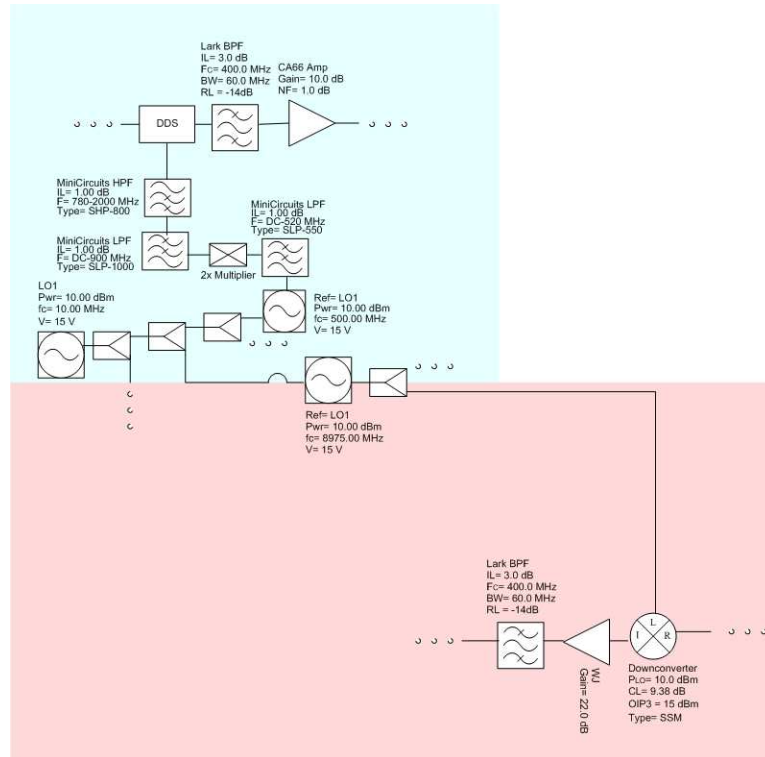 Lark BPF
IL= 3.0 dB
Fc= 400.0 MHz
BW= 60.0 MHz
RL = -14dB
CA66 Amp
Gain= 10.0 dB
NF= 1.0 dB
DDS
MiniCircuits HPF
IL= 1.00 dB
F= 780-2000 MHz
Type= SHP-800
MiniCircuits LPF
IL= 1.00 dB
F= DC-520 MHz
Type= SLP-550
MiniCircuits LPF
IL= 1.00 dB
F= DC-900 MHz
Type= SLP-1000
2x Multiplier
LO1
Pwr= 10.00 dBm
fc= 10.00 MHz
V= 15 V
Ref= LO1
Pwr= 10.00 dBm
fc= 500.00 MHz
V= 15 V
Ref= LO1
Pwr= 10.00 dBm
fc= 8975.00 MHz
V= 15 V
Lark BPF
IL= 3.0 dB
Fc= 400.0 MHz
BW= 60.0 MHz
RL = -14dB
L
I
R
WJ
Gain= 22.0 dB
Downconverter
PLO= 10.0 dBm
CL= 9.38 dB
OIP3 = 15 dBm
Type= SSM